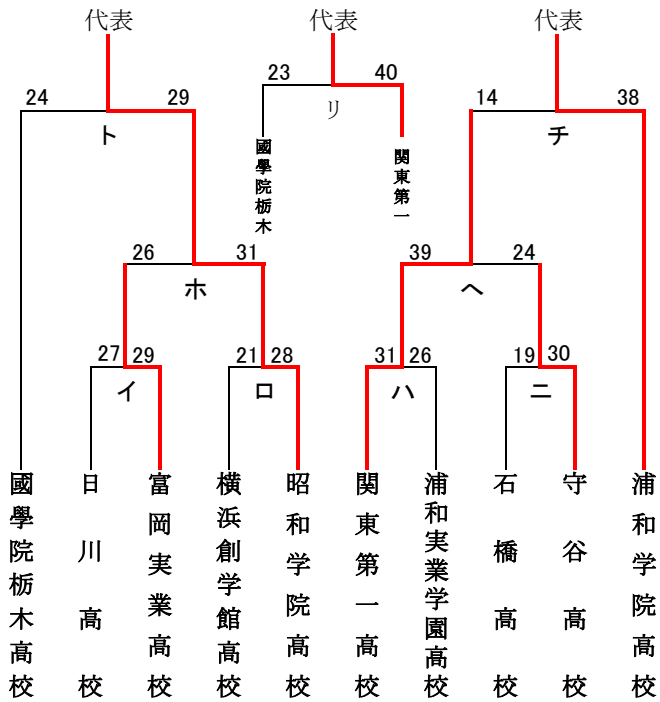 代表 代表 代表
24 29 23 40 14 38
ト リ チ
國學院栃木
関東第一
26 31 39 24
ホ ヘ
27 29 21 28 31 26 19 30
イ ロ ハ ニ
國學院栃木高校
日川高校
富岡実業高校
横浜創学館高校
昭和学院高校
関東第一高校
浦和実業学園高校
石橋高校
守谷高校
浦和学院高校